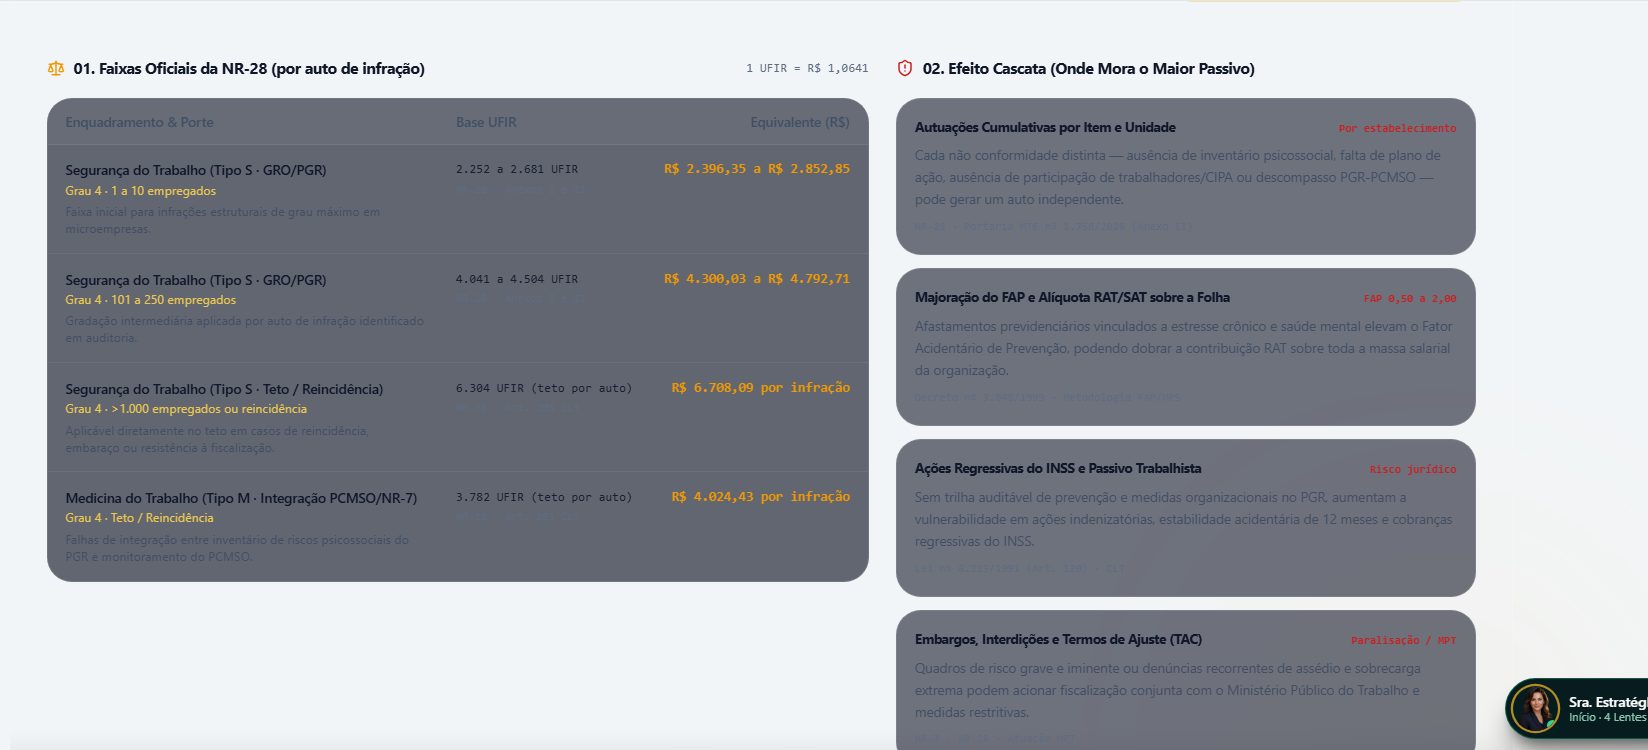 01. Faixas Oficiais da NR-28 (por auto de infração)
1 UFIR = R$ 1,0641
Enquadramento & Porte
Base UFIR
Equivalente (R$)
Segurança do Trabalho (Tipo S · GRO/PGR)
2.252 a 2.681 UFIR
R$ 2.396,35 a R$ 2.852,85
Grau 4 · 1 a 10 empregados
Faixa inicial para infrações estruturais de grau máximo em
microempresas.
Segurança do Trabalho (Tipo S · GRO/PGR)
4.041 a 4.504 UFIR
R$ 4.300,03 a R$ 4.792,71
Grau 4 · 101 a 250 empregados
Gradação intermediária aplicada por auto de infração identificado
em auditoria.
Segurança do Trabalho (Tipo S · Teto / Reincidência)
6.304 UFIR (teto por auto)
R$ 6.708,09 por infração
Grau 4 · >1.000 empregados ou reincidência
Aplicável diretamente no teto em casos de reincidência,
embaraço ou resistência à fiscalização.
Medicina do Trabalho (Tipo M · Integração PCMSO/NR-7)
3.782 UFIR (teto por auto)
R$ 4.024,43 por infração
Grau 4 · Teto / Reincidência
Falhas de integração entre inventário de riscos psicossociais do
PGR e monitoramento do PCMSO.
02. Efeito Cascata (Onde Mora o Maior Passivo)
Autuações Cumulativas por Item e Unidade
Por estabelecimento
Cada não conformidade distinta — ausência de inventário psicossocial, falta de plano de
ação, ausência de participação de trabalhadores/CIPA ou descompasso PGR-PCMSO —
pode gerar um auto independente.
Majoração do FAP e Alíquota RAT/SAT sobre a Folha
FAP 0,50 a 2,00
Afastamentos previdenciários vinculados a estresse crônico e saúde mental elevam o Fator
Acidentário de Prevenção, podendo dobrar a contribuição RAT sobre toda a massa salarial
da organização.
Ações Regressivas do INSS e Passivo Trabalhista
Risco jurídico
Sem trilha auditável de prevenção e medidas organizacionais no PGR, aumentam a
vulnerabilidade em ações indenizatórias, estabilidade acidentária de 12 meses e cobranças
regressivas do INSS.
Embargos, Interdições e Termos de Ajuste (TAC)
Paralisação / MPT
Quadros de risco grave e iminente ou denúncias recorrentes de assédio e sobrecarga
extrema podem acionar fiscalização conjunta com o Ministério Público do Trabalho e
medidas restritivas.
Sra. Estratég
Início · 4 Lentes